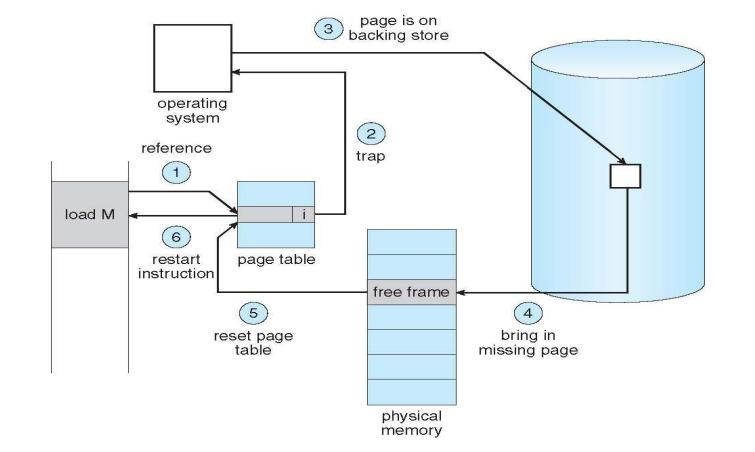 3
page is on
backing store
operating
system
2
trap
reference
1
load M
i
6
restart
instruction
page table
free frame
5
reset page
table
4
bring in
missing page
physical
memory